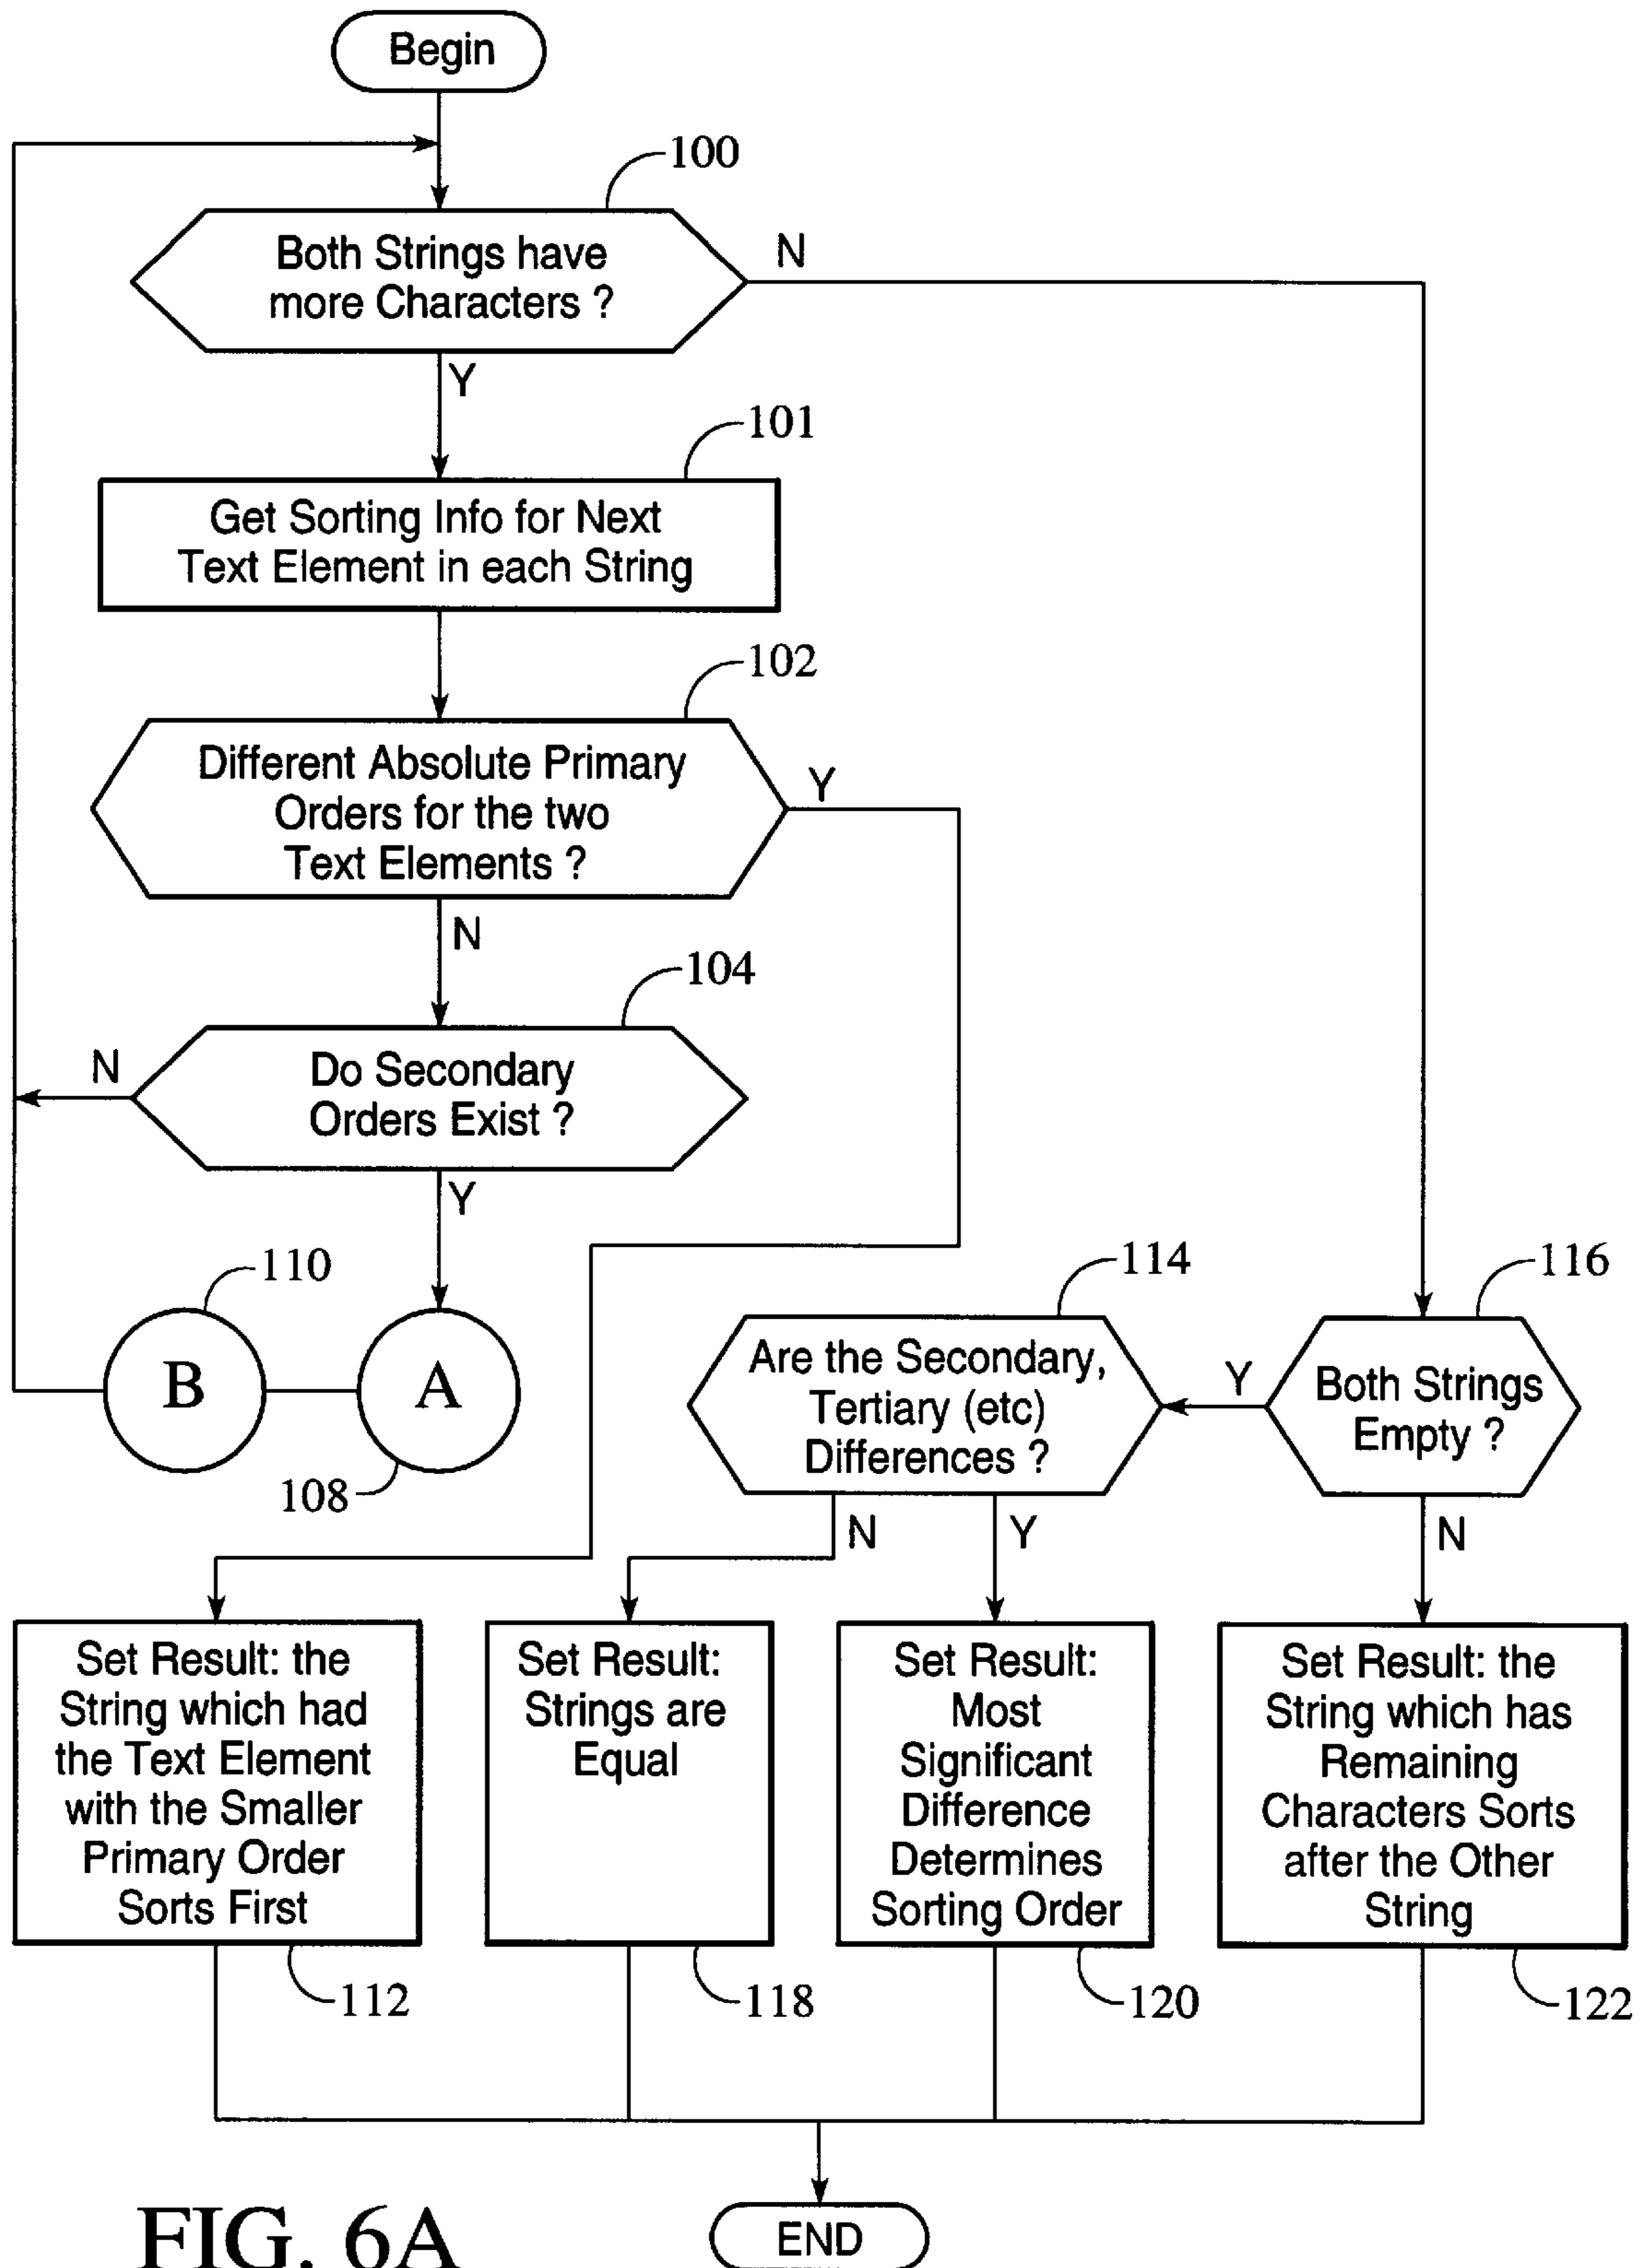 Begin
100
Both Strings have
more Characters ?
N
Y
101
Get Sorting Info for Next
Text Element in each String
102
Different Absolute Primary
Orders for the two
Text Elements ?
Y
N
104
Do Secondary
Orders Exist ?
N
Y
110
B
A
108
114
Are the Secondary,
Tertiary (etc)
Differences ?
116
Both Strings
Empty ?
Y
N
Y
N
Set Result: the
String which had
the Text Element
with the Smaller
Primary Order
Sorts First
112
Set Result:
Strings are
Equal
118
Set Result:
Most
Significant
Difference
Determines
Sorting Order
120
Set Result: the
String which has
Remaining
Characters Sorts
after the Other
String
122
END
FIG. 6A